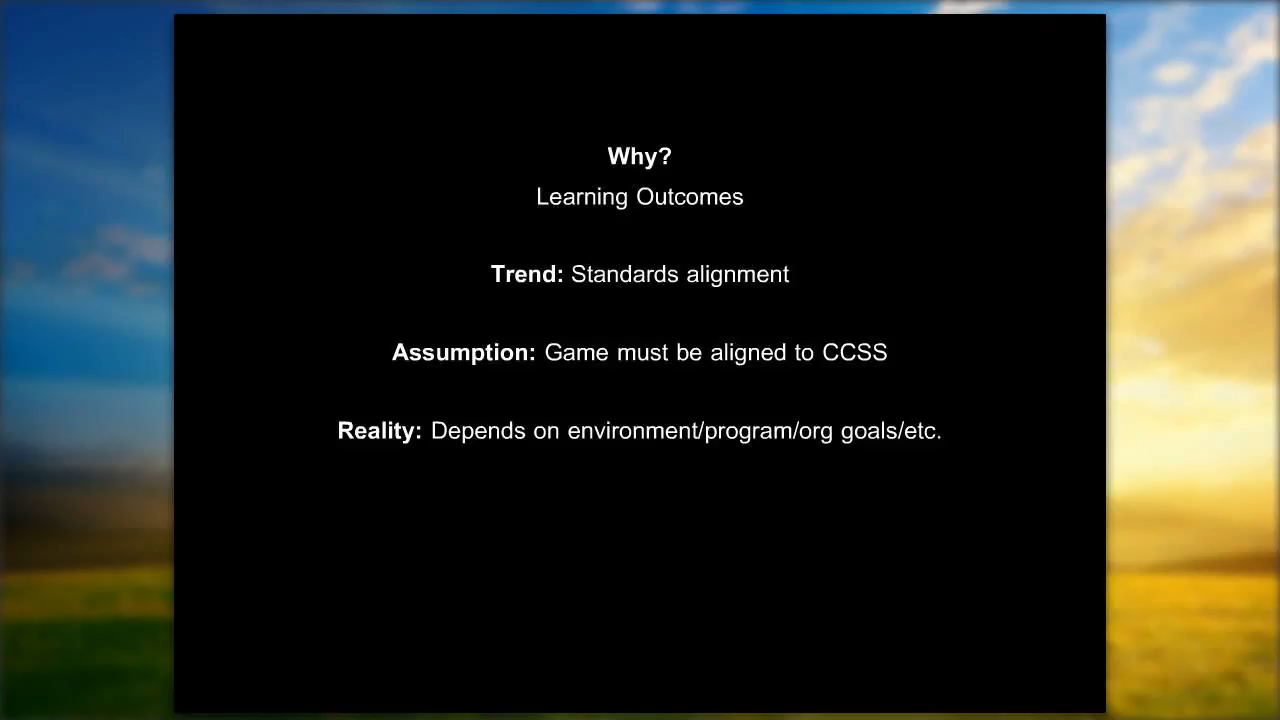 Why?
Learning Outcomes
Trend: Standards alignment
Assumption: Game must be aligned to CCSS
Reality: Depends on environment/program/org goals/etc.